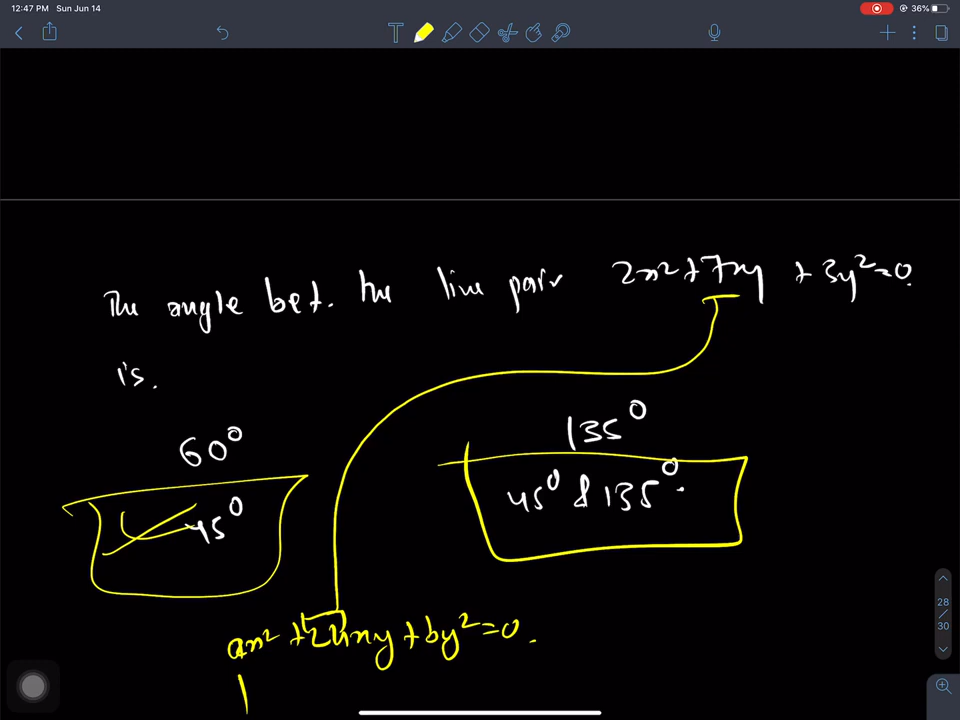 12:47 PM Sun Jun 14
36%
The angle bet. the line pair 2x²+7xy +3y²=0.
is.
60°
135°
45°
45° & 135°.
28
/
30
ax²+2hxy+by²=0.